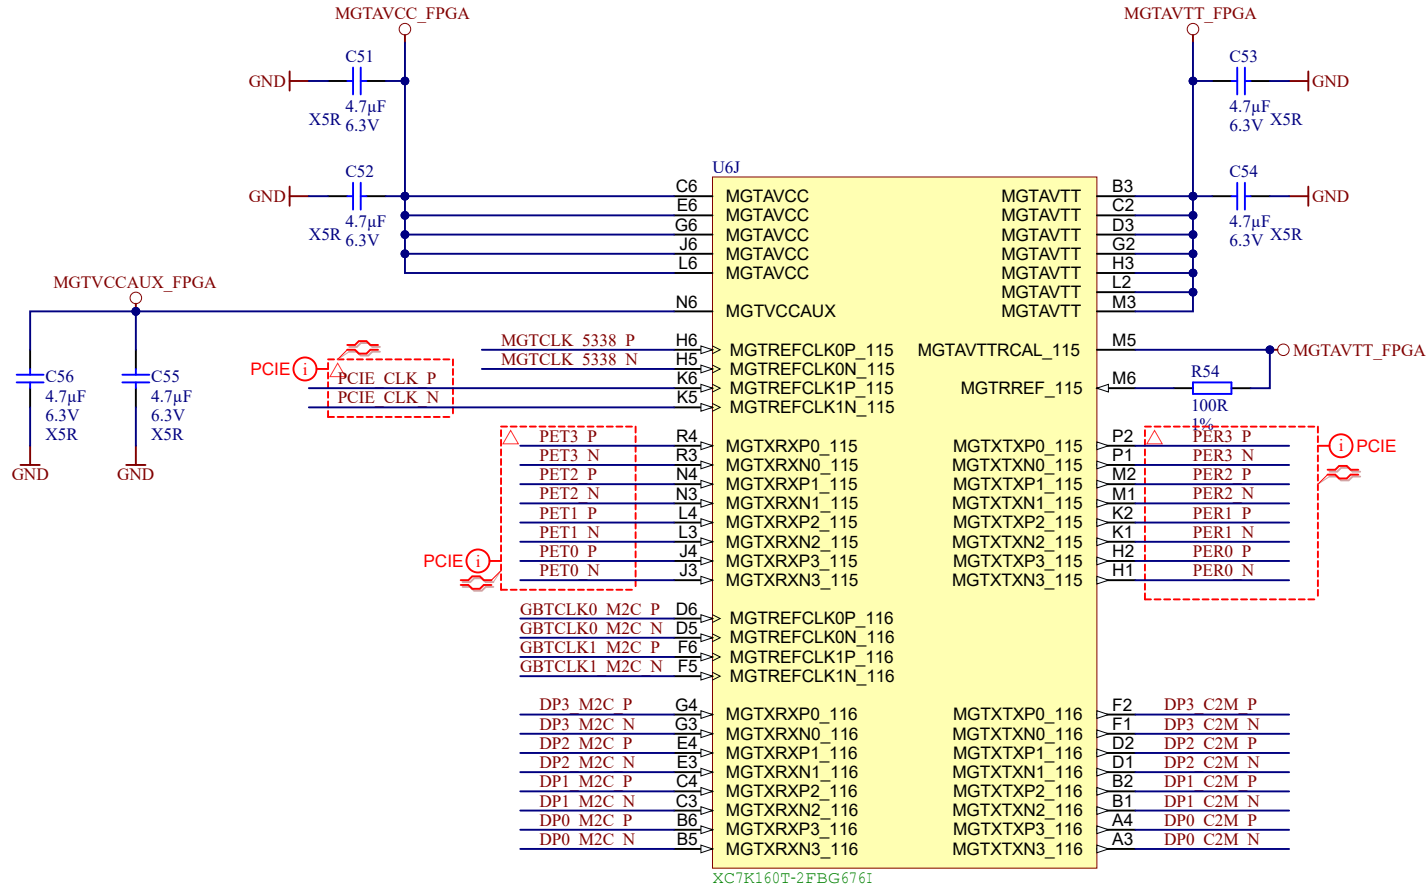 MGTAVCC_FPGA
MGTAVTT_FPGA
C51
GND
4.7µF
X5R
6.3V
C53
GND
4.7µF
6.3V
X5R
C52
GND
4.7µF
X5R
6.3V
C54
GND
4.7µF
6.3V
X5R
U6J
C6 MGTAVCC
E6 MGTAVCC
G6 MGTAVCC
J6 MGTAVCC
L6 MGTAVCC
MGTAVTT B3
MGTAVTT C2
MGTAVTT D3
MGTAVTT G2
MGTAVTT H3
MGTAVTT L2
MGTAVTT M3
MGTVCCAUX_FPGA
N6 MGTVCCAUX
C56
4.7µF
6.3V
X5R
GND
C55
4.7µF
6.3V
X5R
GND
MGTCLK_5338_P H6 MGTREFCLK0P_115
MGTCLK_5338_N H5 MGTREFCLK0N_115
PCIE i
PCIE_CLK_P K6 MGTREFCLK1P_115
PCIE_CLK_N K5 MGTREFCLK1N_115
MGTAVTTRCAL_115 M5
MGTAVTT_FPGA
MGTRREF_115 M6
R54
100R
1%
PET3_P R4 MGTXRXP0_115
PET3_N R3 MGTXRXN0_115
PET2_P N4 MGTXRXP1_115
PET2_N N3 MGTXRXN1_115
PET1_P L4 MGTXRXP2_115
PET1_N L3 MGTXRXN2_115
PET0_P J4 MGTXRXP3_115
PET0_N J3 MGTXRXN3_115
PCIE i
MGTXTXP0_115 P2 PER3_P
MGTXTXN0_115 P1 PER3_N
MGTXTXP1_115 M2 PER2_P
MGTXTXN1_115 M1 PER2_N
MGTXTXP2_115 K2 PER1_P
MGTXTXN2_115 K1 PER1_N
MGTXTXP3_115 H2 PER0_P
MGTXTXN3_115 H1 PER0_N
i PCIE
GBTCLK0_M2C_P D6 MGTREFCLK0P_116
GBTCLK0_M2C_N D5 MGTREFCLK0N_116
GBTCLK1_M2C_P F6 MGTREFCLK1P_116
GBTCLK1_M2C_N F5 MGTREFCLK1N_116
DP3_M2C_P G4 MGTXRXP0_116
DP3_M2C_N G3 MGTXRXN0_116
DP2_M2C_P E4 MGTXRXP1_116
DP2_M2C_N E3 MGTXRXN1_116
DP1_M2C_P C4 MGTXRXP2_116
DP1_M2C_N C3 MGTXRXN2_116
DP0_M2C_P B6 MGTXRXP3_116
DP0_M2C_N B5 MGTXRXN3_116
MGTXTXP0_116 F2 DP3_C2M_P
MGTXTXN0_116 F1 DP3_C2M_N
MGTXTXP1_116 D2 DP2_C2M_P
MGTXTXN1_116 D1 DP2_C2M_N
MGTXTXP2_116 B2 DP1_C2M_P
MGTXTXN2_116 B1 DP1_C2M_N
MGTXTXP3_116 A4 DP0_C2M_P
MGTXTXN3_116 A3 DP0_C2M_N
XC7K160T-2FBG676I